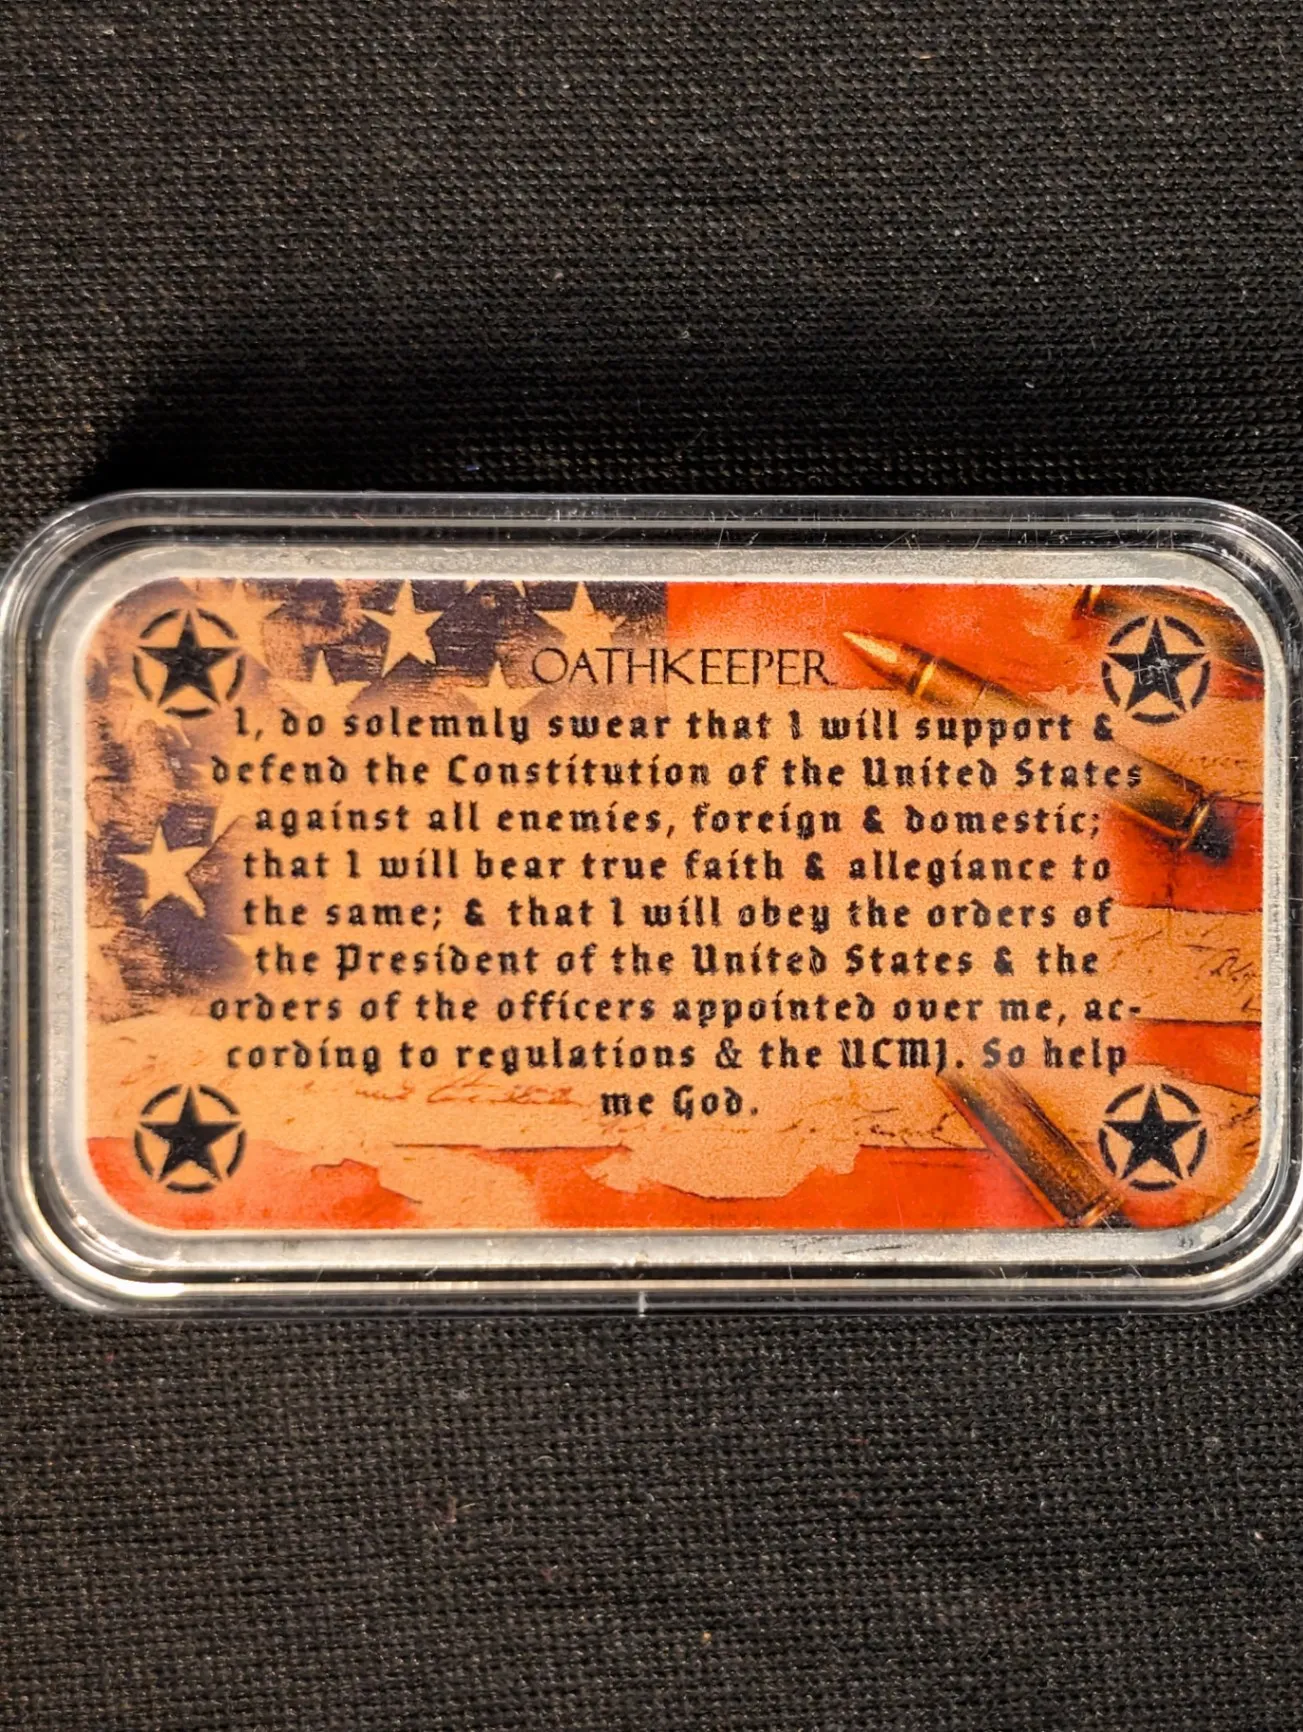 OATHKEEPER
I, do solemnly swear that I will support &
defend the Constitution of the United States
against all enemies, foreign & domestic;
that I will bear true faith & allegiance to
the same; & that I will obey the orders of
the President of the United States & the
orders of the officers appointed over me, ac-
cording to regulations & the UCMJ. So help
me God.